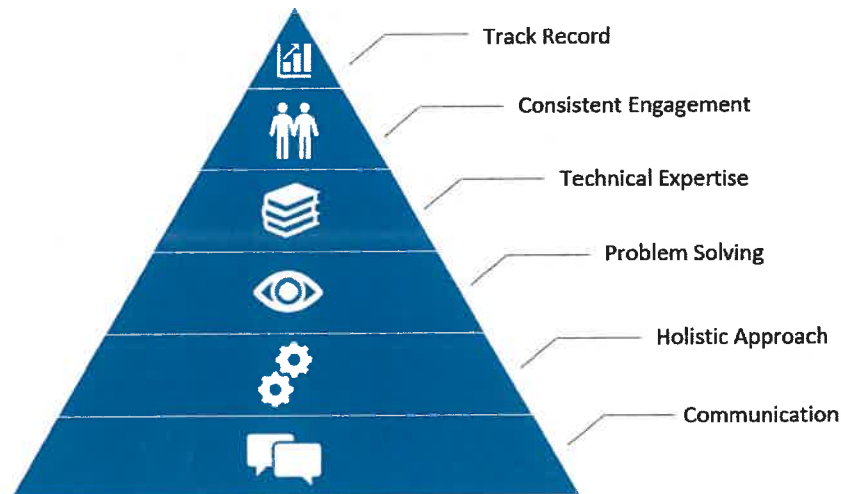 Track Record
Consistent Engagement
Technical Expertise
Problem Solving
Holistic Approach
Communication